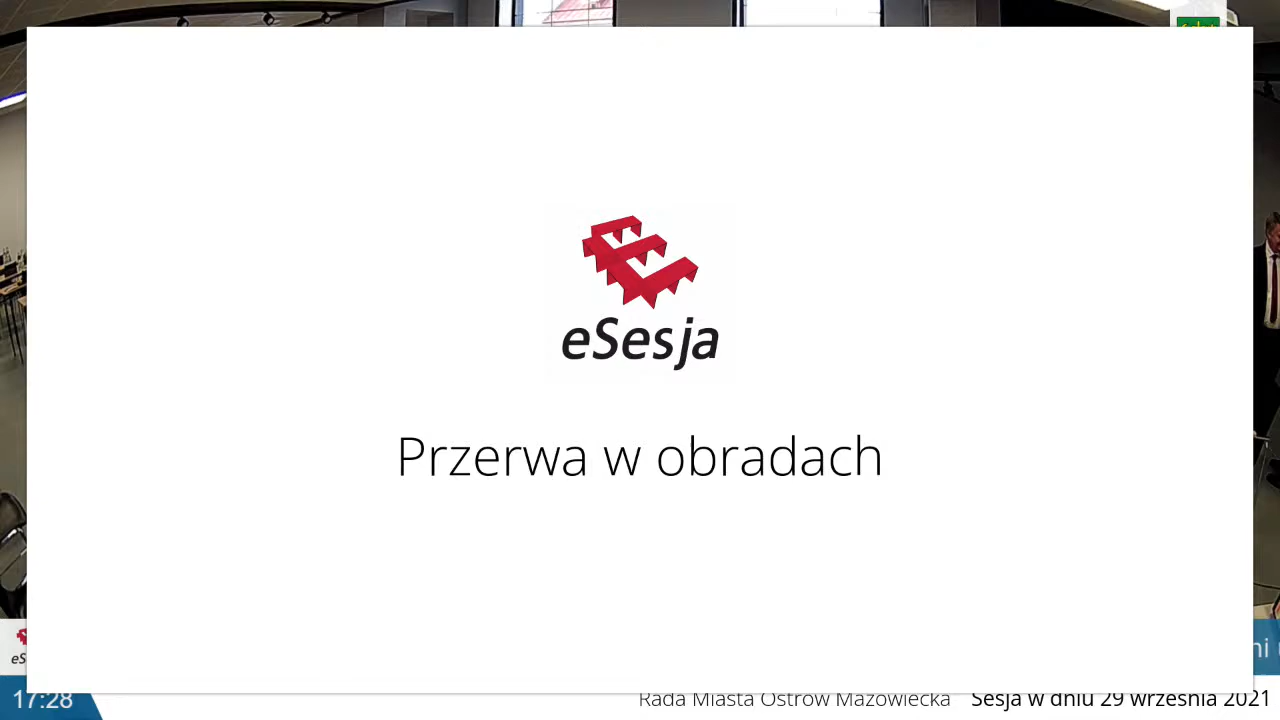 eSesja
Przerwa w obradach
17:28
Rada Miasta Ostrów Mazowiecka
Sesja w dniu 29 września 2021